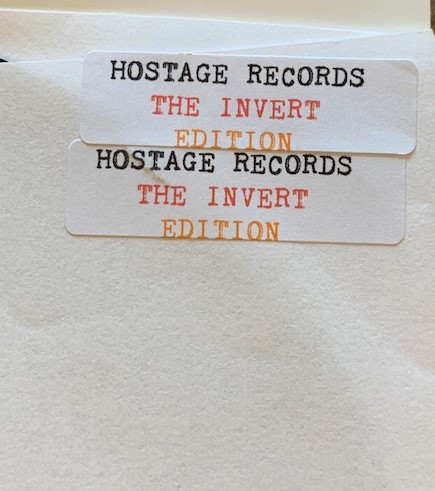 HOSTAGE RECORDS
THE INVERT
EDITION
HOSTAGE RECORDS
THE INVERT
EDITION